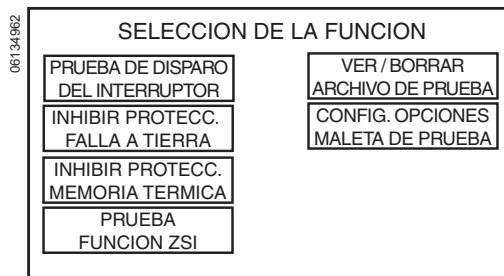 06134962
SELECCION DE LA FUNCION
PRUEBA DE DISPARO
DEL INTERRUPTOR
INHIBIR PROTECC.
FALLA A TIERRA
INHIBIR PROTECC.
MEMORIA TERMICA
PRUEBA
FUNCION ZSI
VER / BORRAR
ARCHIVO DE PRUEBA
CONFIG. OPCIONES
MALETA DE PRUEBA